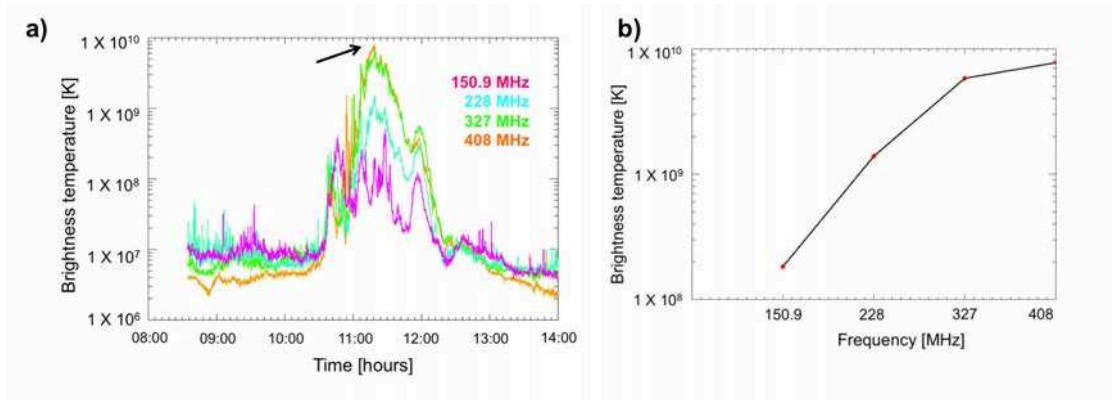 a)
1 X 10^10
1 X 10^9
1 X 10^8
1 X 10^7
1 X 10^6
Brightness temperature [K]
150.9 MHz
228 MHz
327 MHz
408 MHz
08:00 09:00 10:00 11:00 12:00 13:00 14:00
Time [hours]
b)
1 X 10^10
1 X 10^9
1 X 10^8
Brightness temperature [K]
150.9 228 327 408
Frequency [MHz]